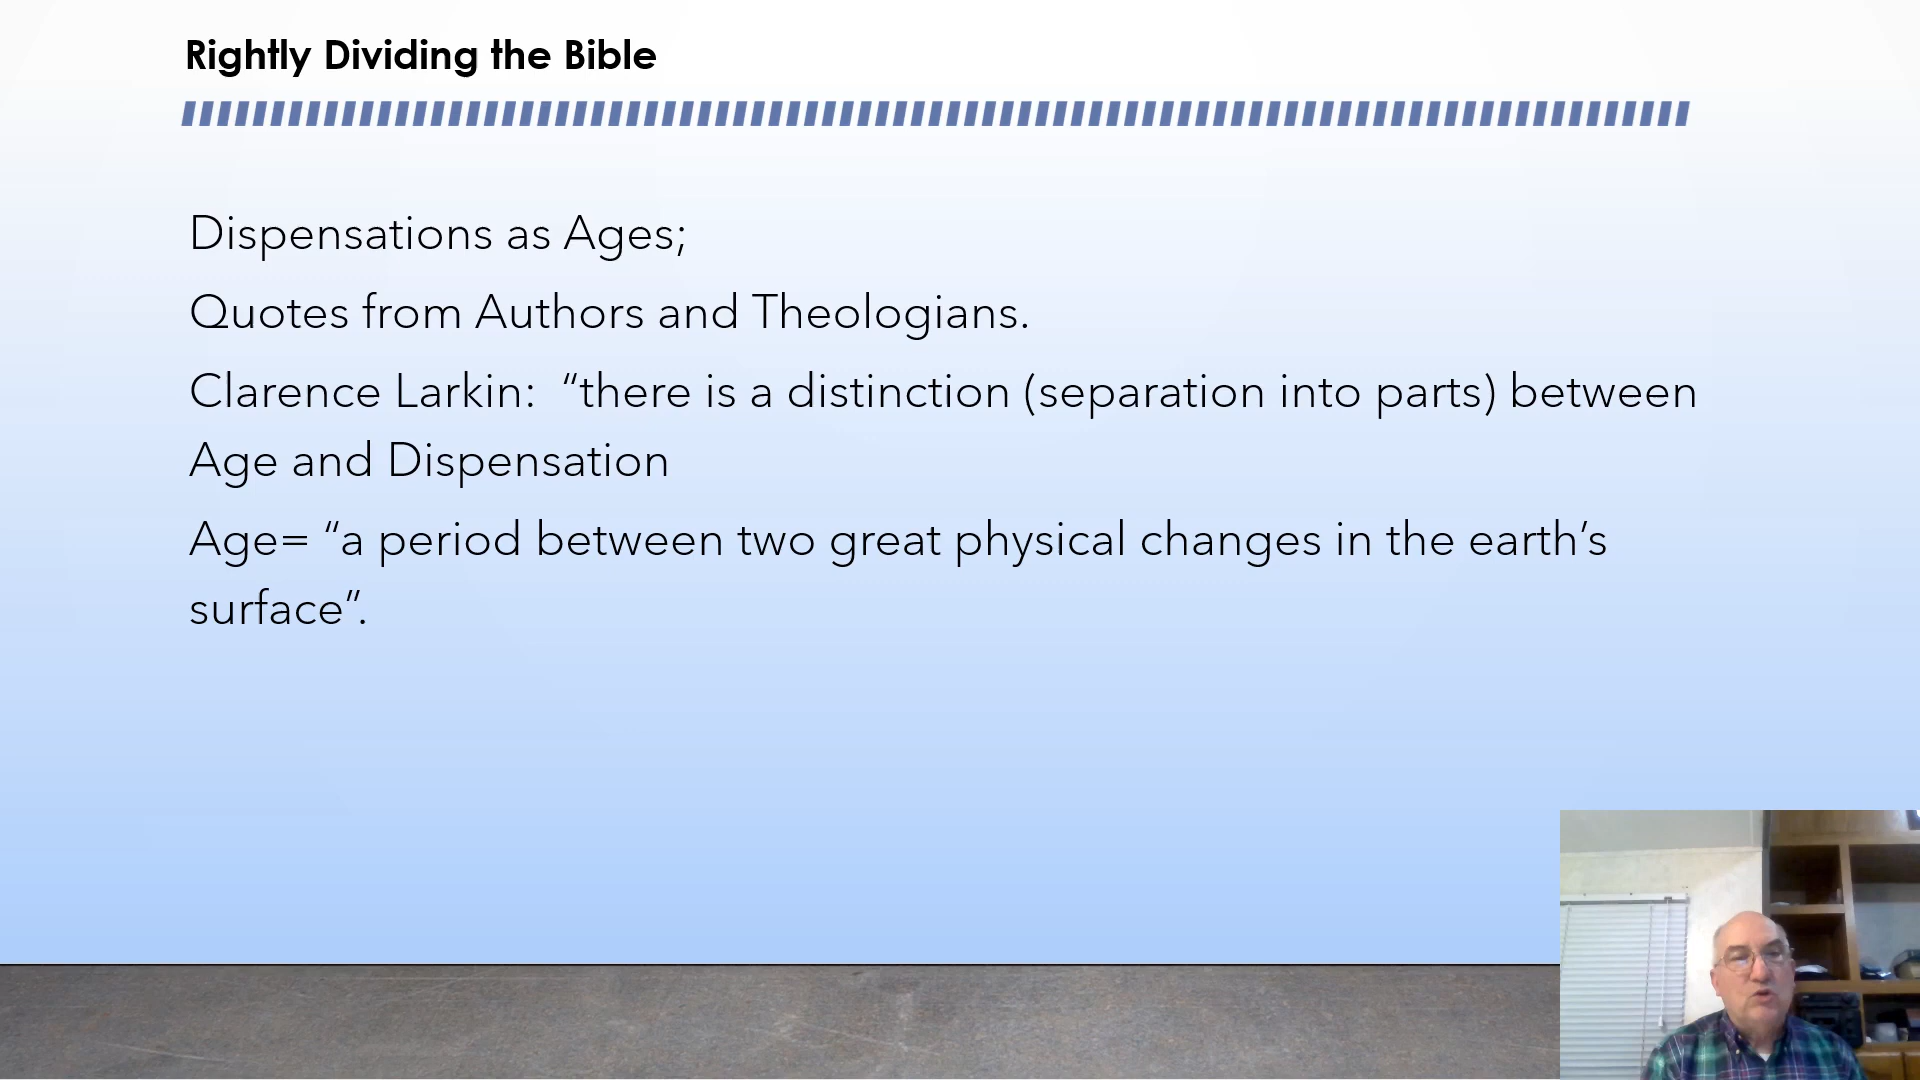 Rightly Dividing the Bible
Dispensations as Ages;
Quotes from Authors and Theologians.
Clarence Larkin:  “there is a distinction (separation into parts) between
Age and Dispensation
Age= “a period between two great physical changes in the earth’s
surface”.